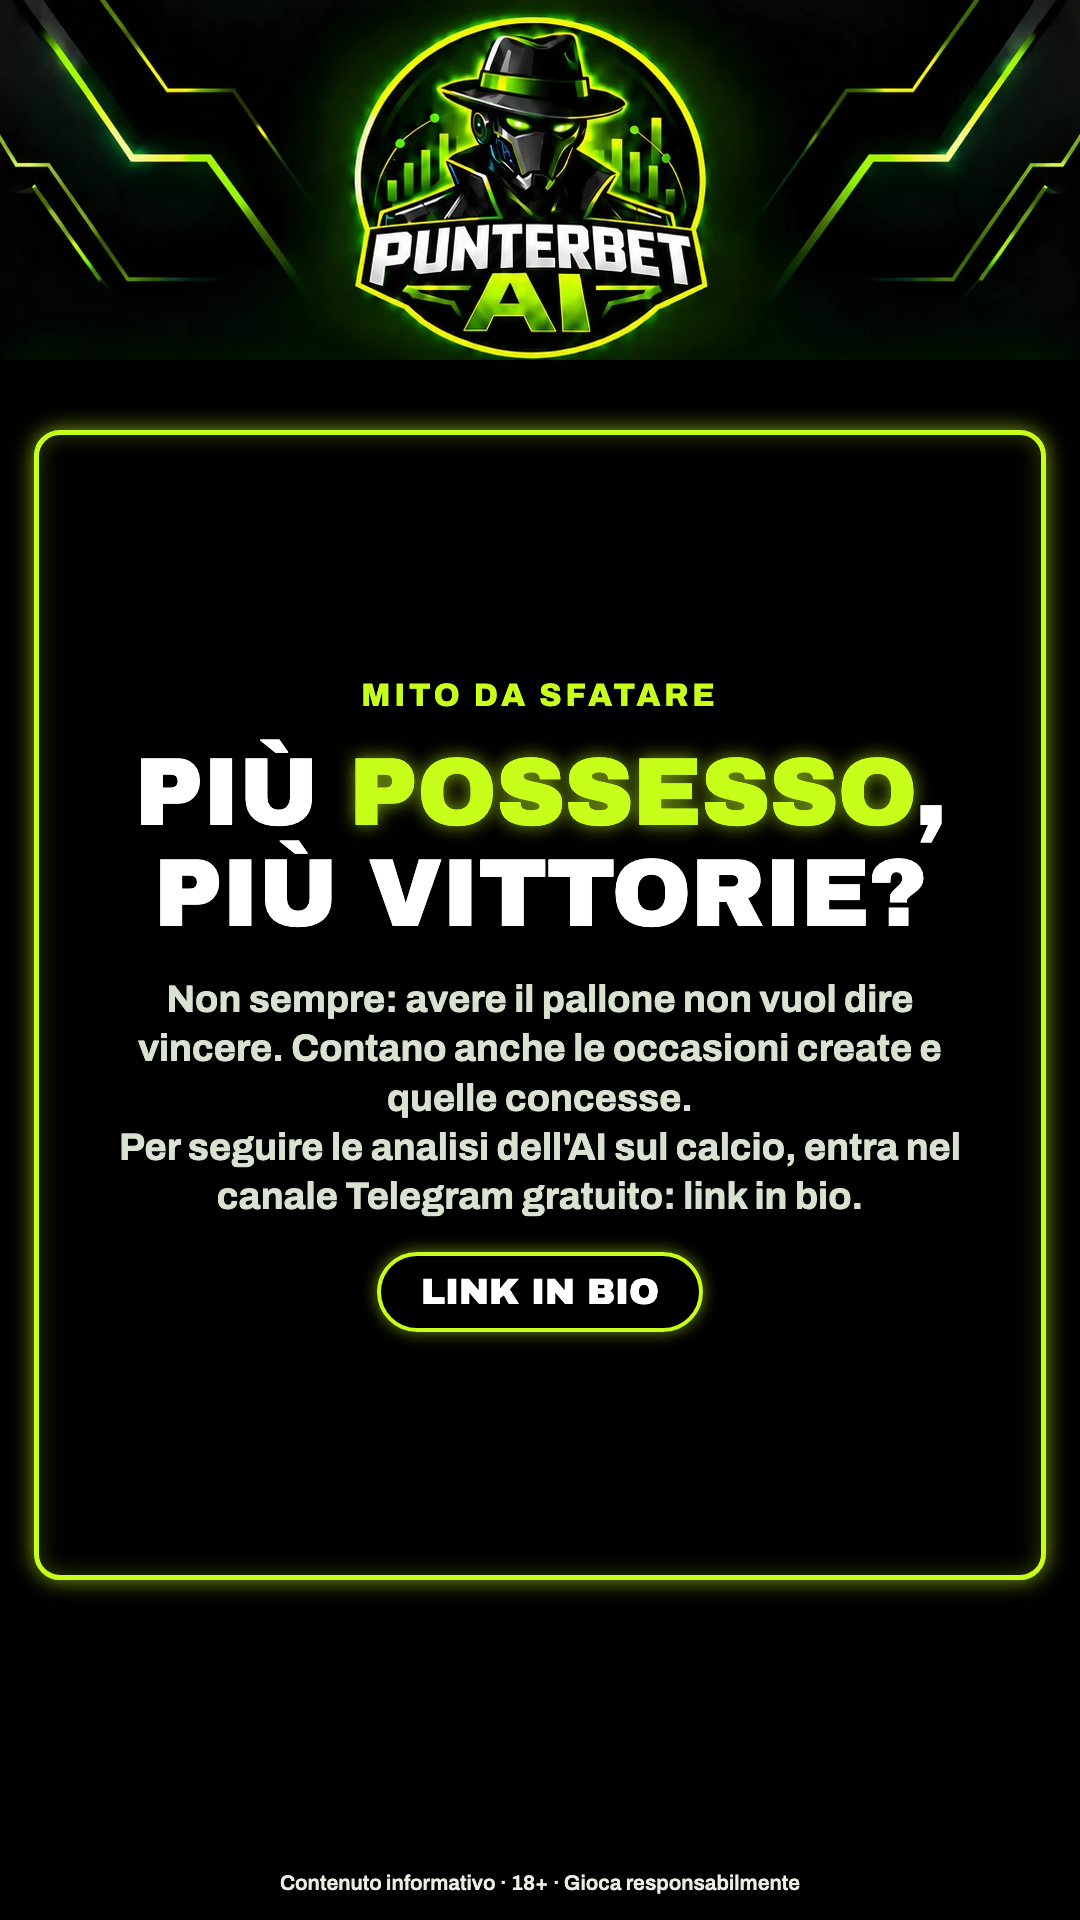 PUNTERBET
AI
MITO DA SFATARE
PIÙ POSSESSO,
PIÙ VITTORIE?
Non sempre: avere il pallone non vuol dire
vincere. Contano anche le occasioni create e
quelle concesse.
Per seguire le analisi dell'AI sul calcio, entra nel
canale Telegram gratuito: link in bio.
LINK IN BIO
Contenuto informativo · 18+ · Gioca responsabilmente